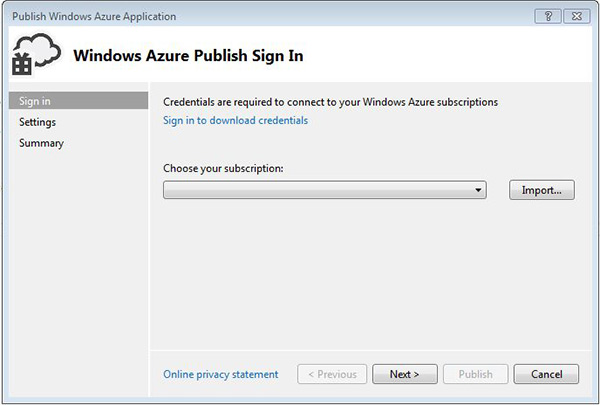 Publish Windows Azure Application
Windows Azure Publish Sign In
Sign in
Settings
Summary
Credentials are required to connect to your Windows Azure subscriptions
Sign in to download credentials
Choose your subscription:
Import...
Online privacy statement
< Previous
Next >
Publish
Cancel